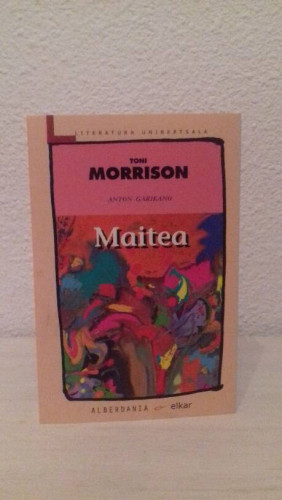 LITERATURA UNIBERTSALA
TONI
MORRISON
ANTON GARIKANO
Maitea
ALBERDANIA elkar